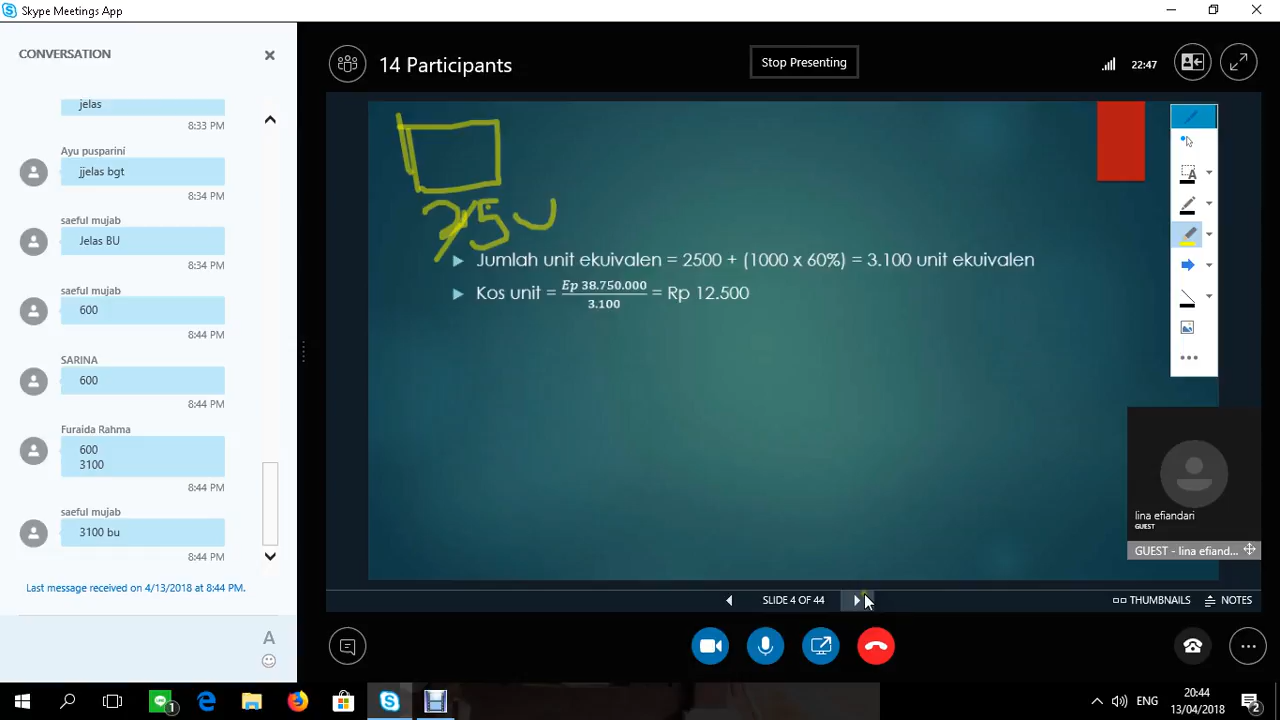 Skype Meetings App
CONVERSATION
jelas
8:33 PM
Ayu pusparini
jjelas bgt
8:34 PM
saeful mujab
Jelas BU
8:34 PM
saeful mujab
600
8:44 PM
SARINA
600
8:44 PM
Furaida Rahma
600
3100
8:44 PM
saeful mujab
3100 bu
8:44 PM
Last message received on 4/13/2018 at 8:44 PM.
A
14 Participants
Stop Presenting
22:47
Jumlah unit ekuivalen = 2500 + (1000 x 60%) = 3.100 unit ekuivalen
Kos unit = Ep 38.750.000 / 3.100 = Rp 12.500
A
lina efiandari
GUEST
GUEST - lina efiand...
SLIDE 4 OF 44
THUMBNAILS
NOTES
1
ENG
20:44
13/04/2018
2